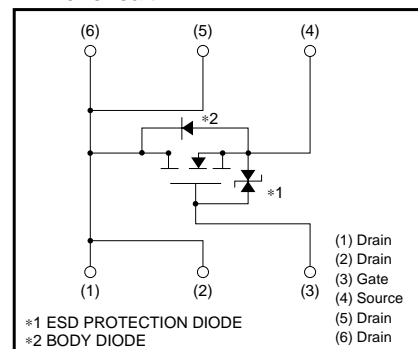 (6) (5) (4)
∗2
∗1
(1) (2) (3)
(1) Drain
(2) Drain
(3) Gate
(4) Source
(5) Drain
(6) Drain
∗1 ESD PROTECTION DIODE
∗2 BODY DIODE